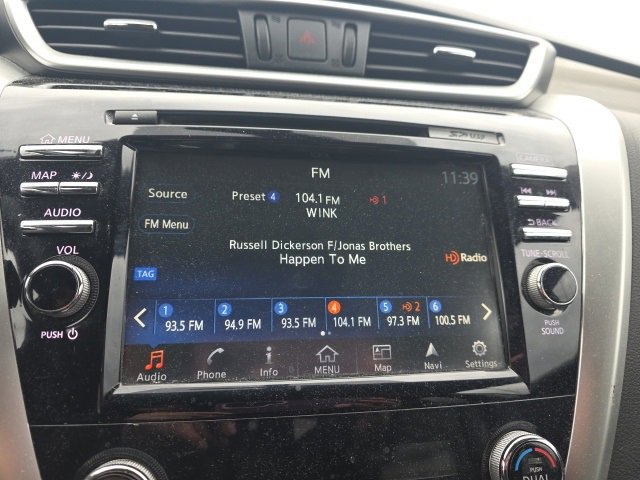 MENU
MAP
AUDIO
VOL
PUSH
FM
11:39
Source
Preset 4 104.1 FM 1
WINK
FM Menu
Russell Dickerson F/Jonas Brothers
Happen To Me
HD Radio
TAG
1 2 3 4 5 2 6
93.5 FM 94.9 FM 93.5 FM 104.1 FM 97.3 FM 100.5 FM
Audio Phone Info MENU Map Navi Settings
CAMERA
BACK
TUNE-SCROLL
PUSH
SOUND
PUSH
DUAL